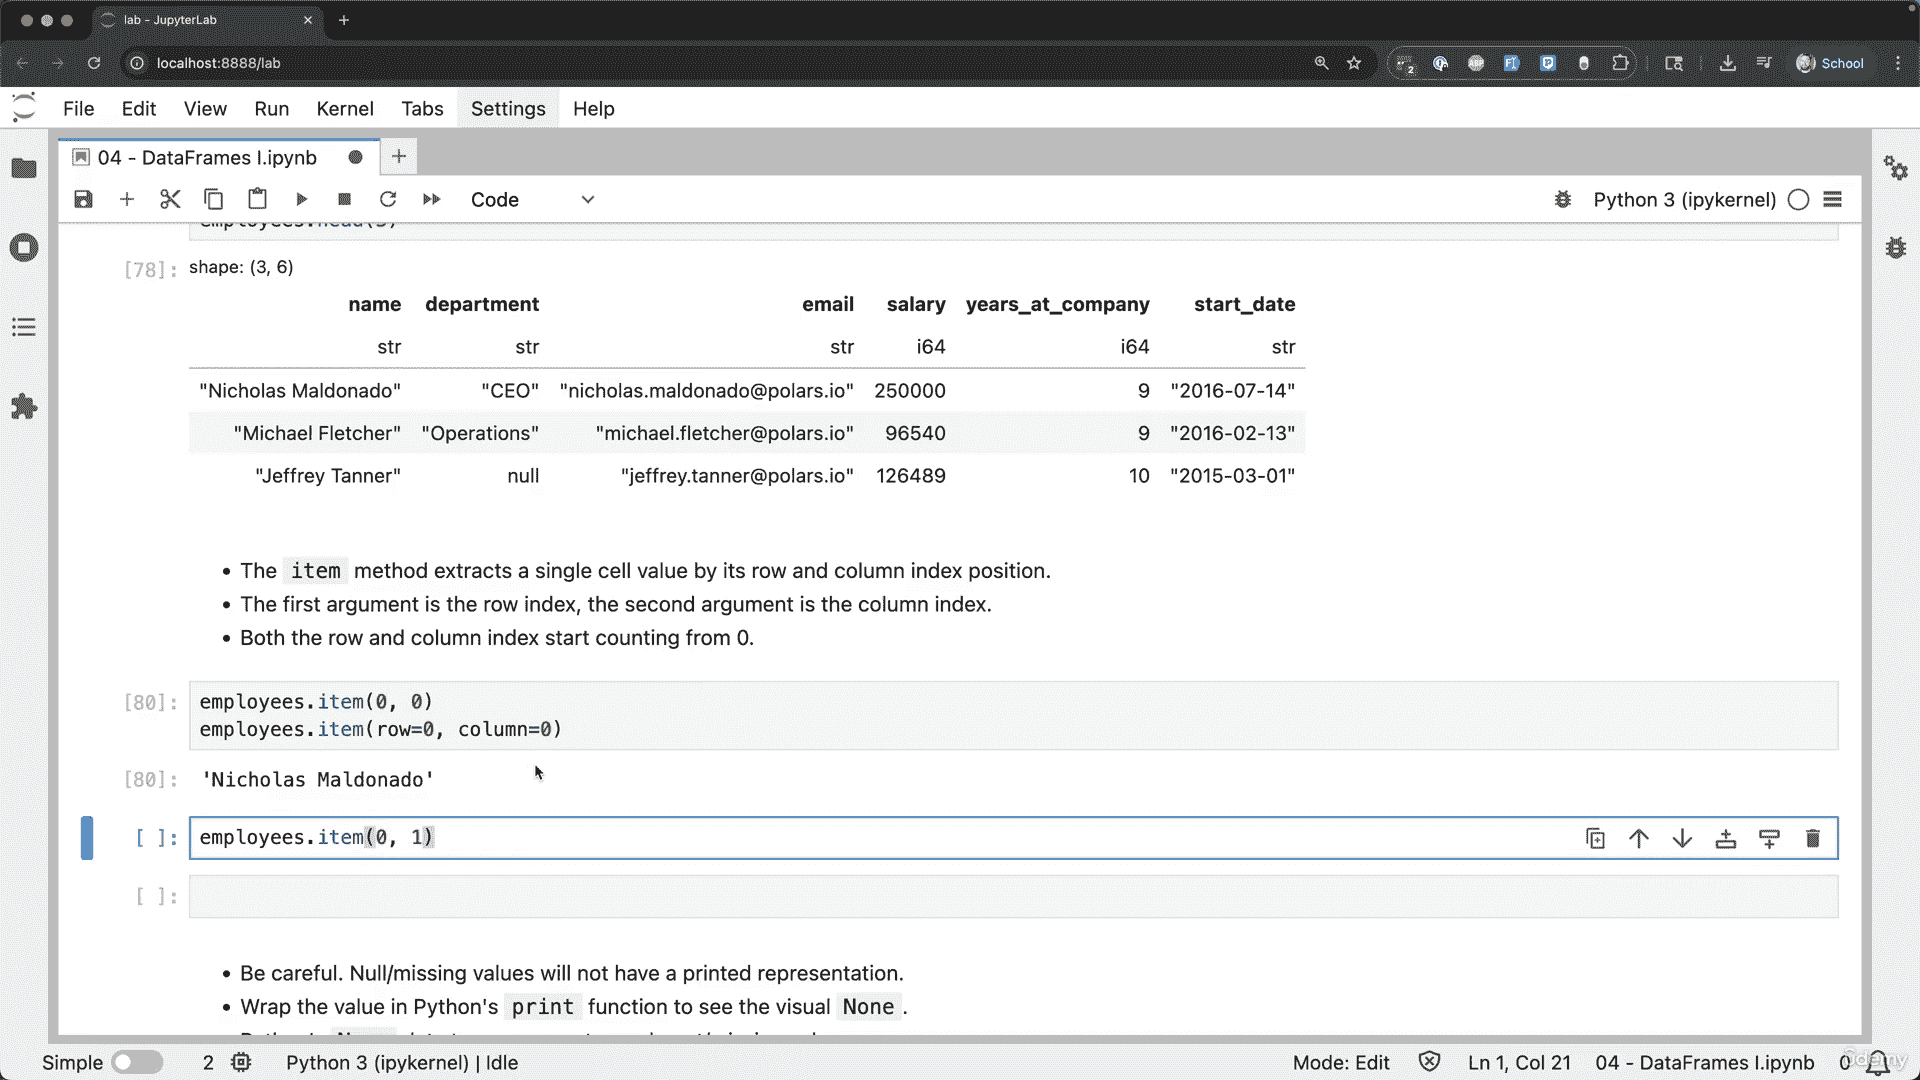 lab - JupyterLab
localhost:8888/lab
2
ABP
School
File Edit View Run Kernel Tabs Settings Help
04 - DataFrames I.ipynb
Code
Python 3 (ipykernel)
employees.head(3)
[78]: shape: (3, 6)
name department email salary years_at_company start_date
str str str i64 i64 str
"Nicholas Maldonado" "CEO" "nicholas.maldonado@polars.io" 250000 9 "2016-07-14"
"Michael Fletcher" "Operations" "michael.fletcher@polars.io" 96540 9 "2016-02-13"
"Jeffrey Tanner" null "jeffrey.tanner@polars.io" 126489 10 "2015-03-01"
• The item method extracts a single cell value by its row and column index position.
• The first argument is the row index, the second argument is the column index.
• Both the row and column index start counting from 0.
[80]: employees.item(0, 0)
employees.item(row=0, column=0)
[80]: 'Nicholas Maldonado'
[ ]: employees.item(0, 1)
[ ]:
• Be careful. Null/missing values will not have a printed representation.
• Wrap the value in Python's print function to see the visual None .
Simple 2 Python 3 (ipykernel) | Idle Mode: Edit Ln 1, Col 21 04 - DataFrames I.ipynb 0
Udemy